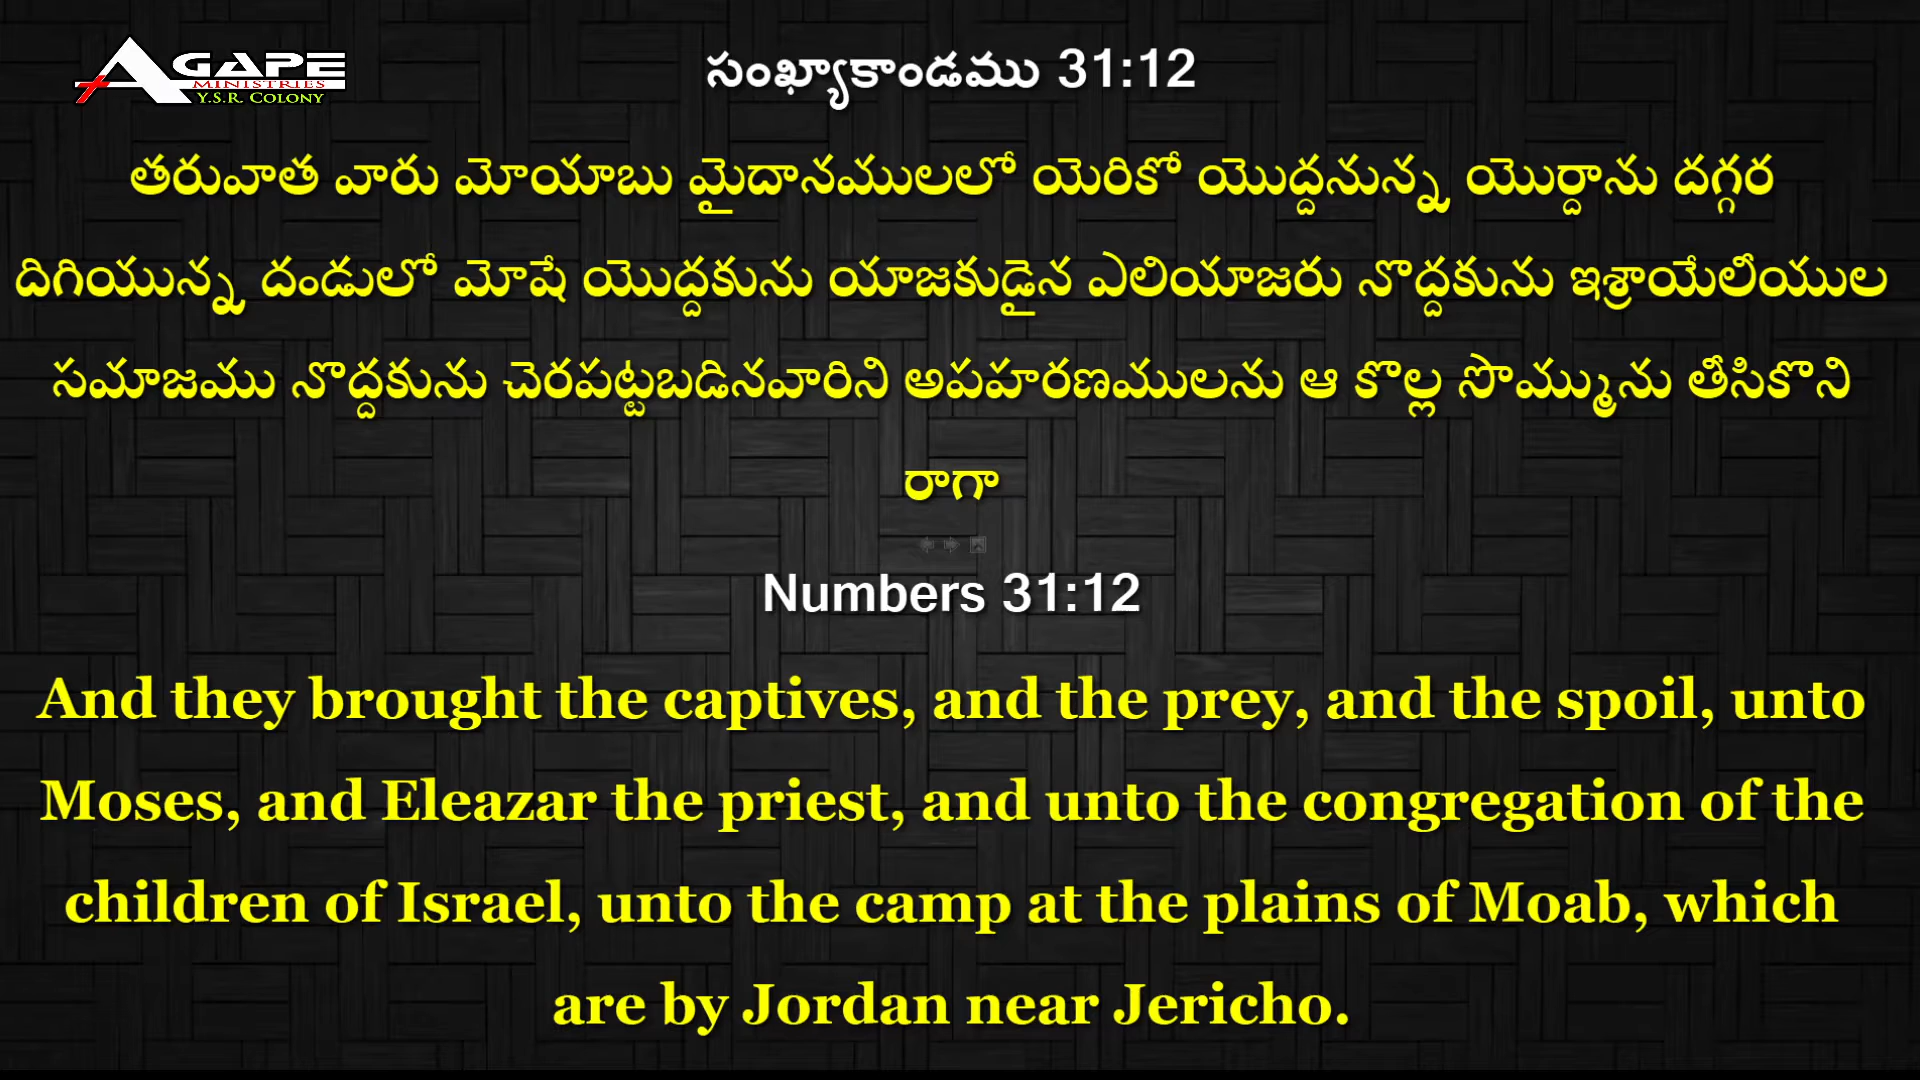 AGAPE
MINISTRIES
Y.S.R. COLONY
సంఖ్యాకాండము 31:12
తరువాత వారు మోయాబు మైదానములలో యెరికో యొద్దనున్న యొర్దాను దగ్గర
దిగియున్న దండులో మోషే యొద్దకును యాజకుడైన ఎలియాజరు నొద్దకును ఇశ్రాయేలీయుల
సమాజము నొద్దకును చెరపట్టబడినవారిని అపహరణములను ఆ కొల్ల సొమ్మును తీసికొని
రాగా
Numbers 31:12
And they brought the captives, and the prey, and the spoil, unto
Moses, and Eleazar the priest, and unto the congregation of the
children of Israel, unto the camp at the plains of Moab, which
are by Jordan near Jericho.